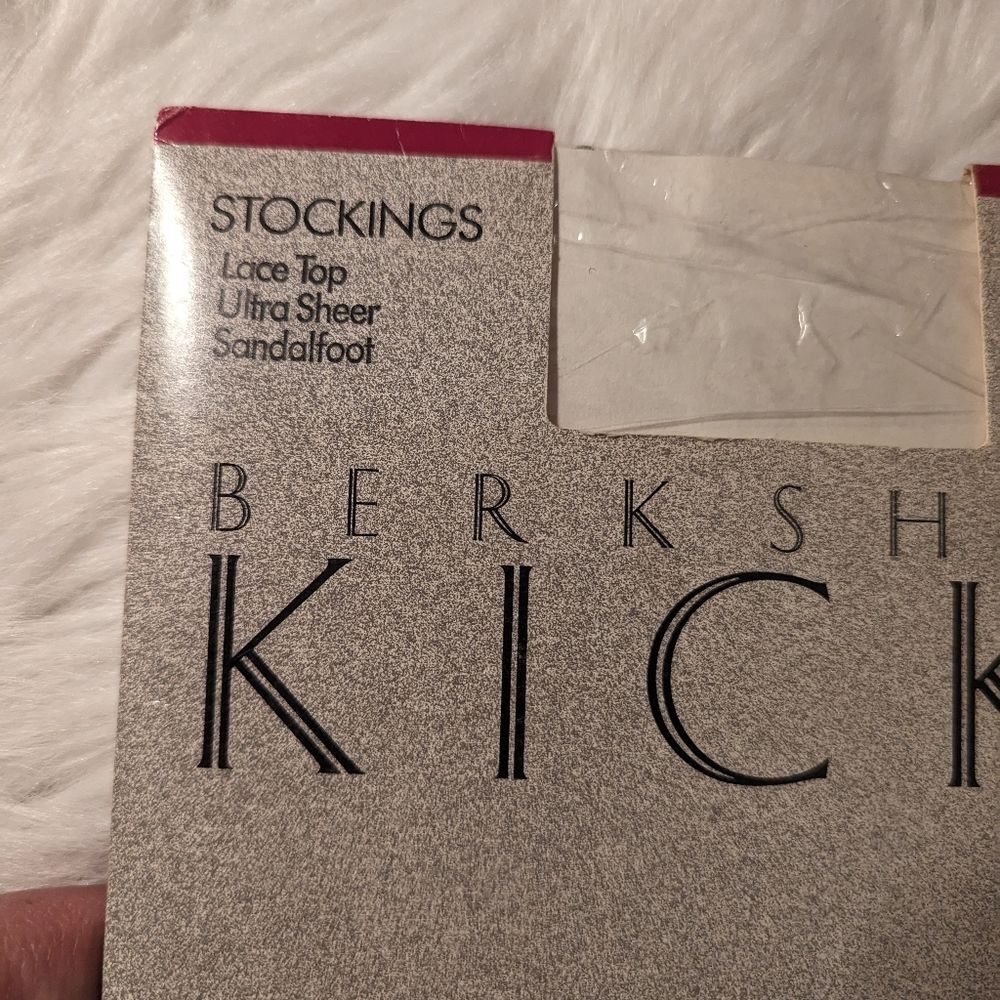 STOCKINGS
Lace Top
Ultra Sheer
Sandalfoot
BERKSH
KICK